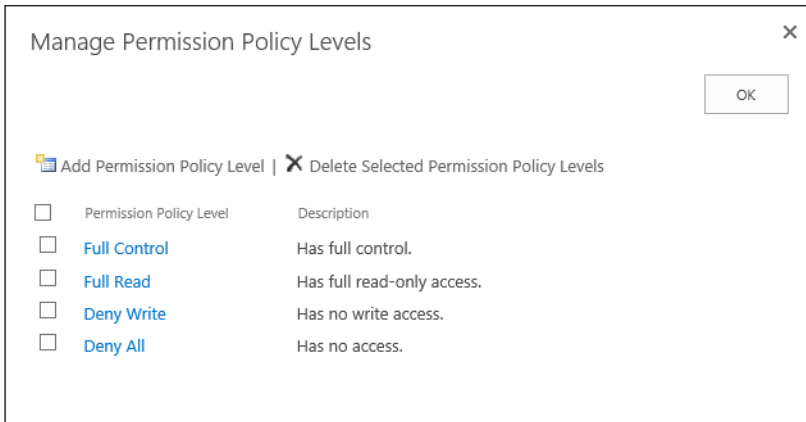 Manage Permission Policy Levels
OK
Add Permission Policy Level | Delete Selected Permission Policy Levels
Permission Policy Level Description
Full Control Has full control.
Full Read Has full read-only access.
Deny Write Has no write access.
Deny All Has no access.